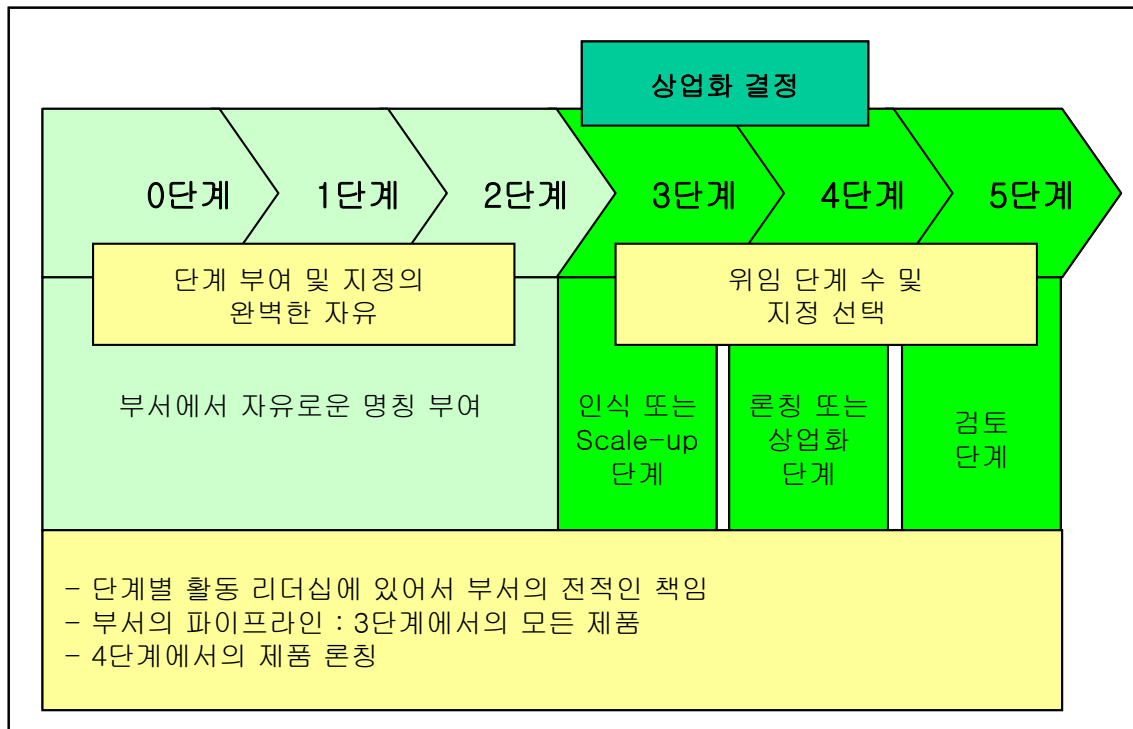 상업화 결정
0단계
1단계
2단계
3단계
4단계
5단계
단계 부여 및 지정의
완벽한 자유
위임 단계 수 및
지정 선택
부서에서 자유로운 명칭 부여
인식 또는
Scale-up
단계
론칭 또는
상업화
단계
검토
단계
- 단계별 활동 리더십에 있어서 부서의 전적인 책임
- 부서의 파이프라인 : 3단계에서의 모든 제품
- 4단계에서의 제품 론칭